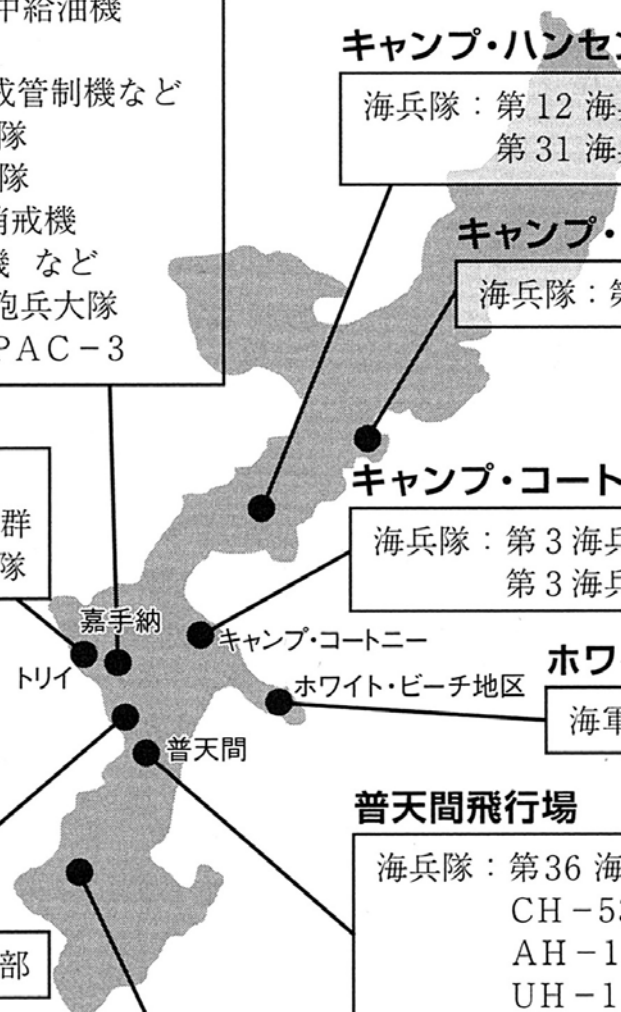 中給油機
管制機など
隊
隊
哨戒機
機 など
砲兵大隊
PAC-3
群
隊
部
キャンプ・ハンセン
海兵隊：第12海兵
第31海兵
キャンプ・
海兵隊：第
キャンプ・コート
海兵隊：第3海兵
第3海兵
嘉手納
キャンプ・コートニー
トリイ
ホワイト・ビーチ地区
ホワ
海軍
普天間
普天間飛行場
海兵隊：第36海
CH-53
AH-1
UH-1